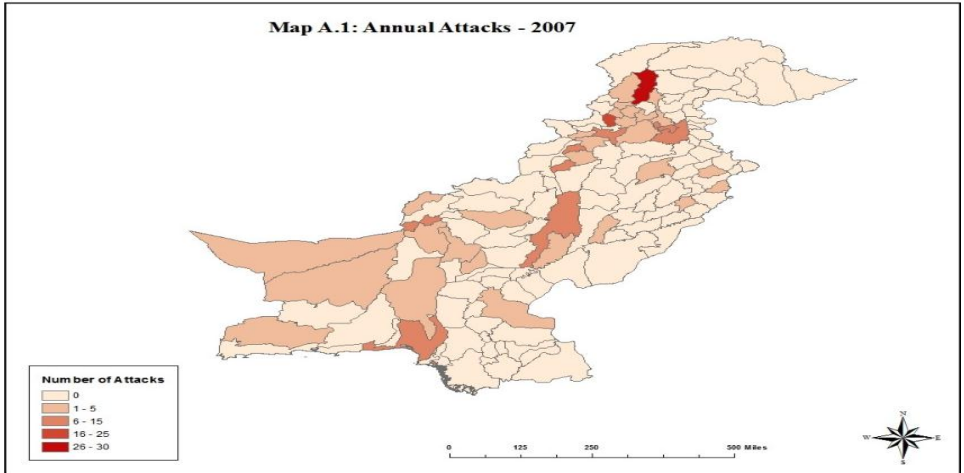 Map A.1: Annual Attacks - 2007
Number of Attacks
0
1 - 5
6 - 15
16 - 25
26 - 30
0 125 250 500 Miles
N
W E
S